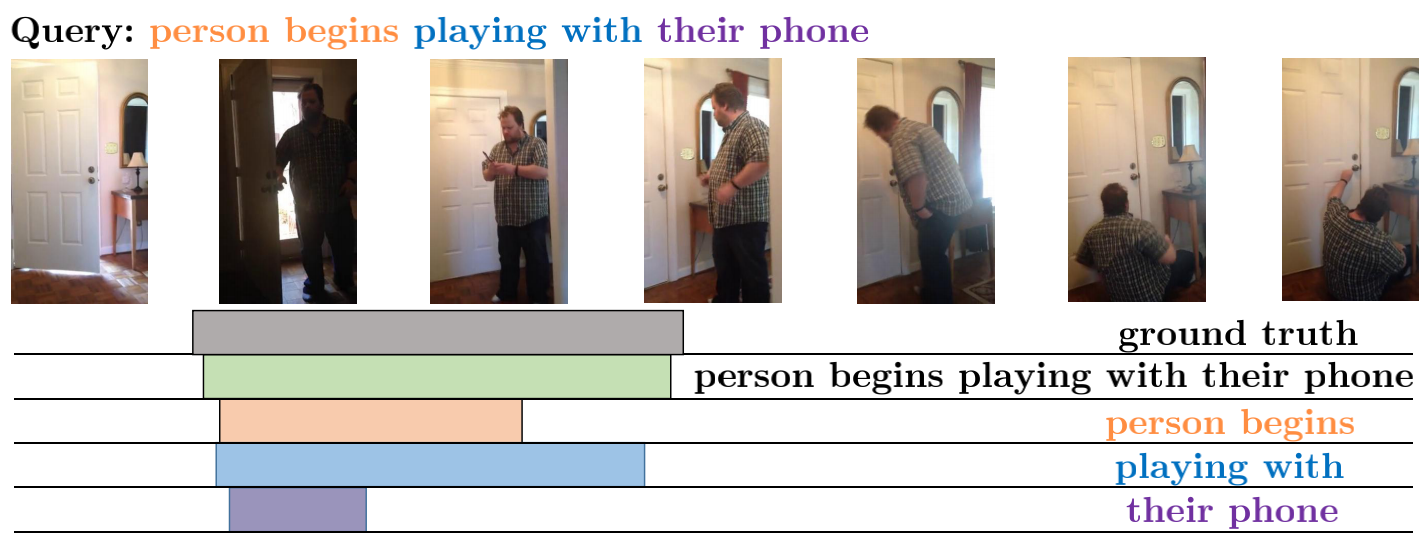 Query: person begins playing with their phone
ground truth
person begins playing with their phone
person begins
playing with
their phone